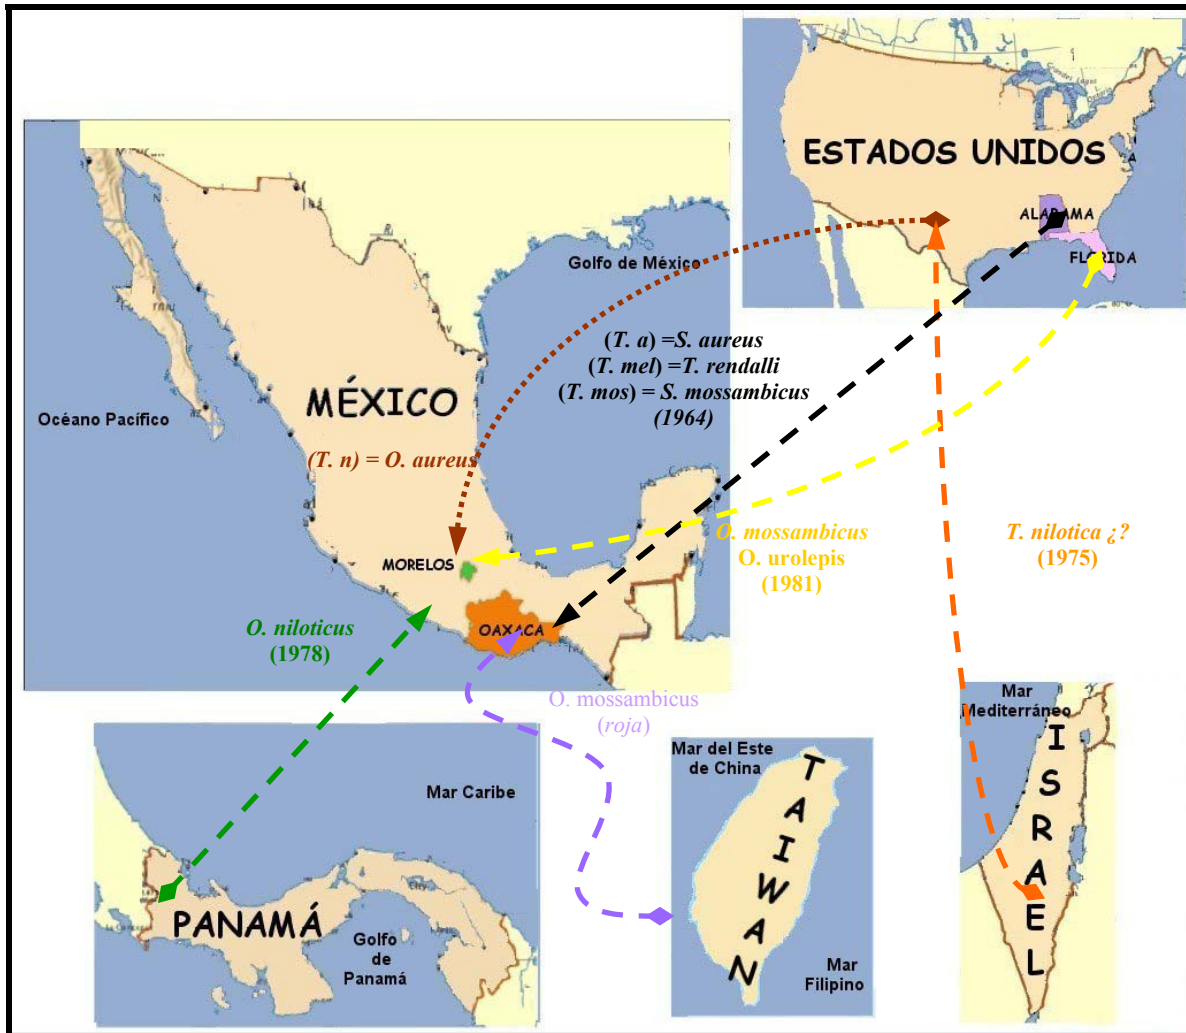 ESTADOS UNIDOS
ALABAMA
FLORIDA
Golfo de México
(T. a) =S. aureus
(T. mel) =T. rendalli
(T. mos) = S. mossambicus
(1964)
MÉXICO
Océano Pacífico
(T. n) = O. aureus
O. mossambicus
O. urolepis
(1981)
T. nilotica ¿?
(1975)
MORELOS
OAXACA
O. niloticus
(1978)
O. mossambicus
(roja)
Mar
Mediterráneo
ISRAEL
Mar del Este
de China
TAIWAN
Mar
Filipino
Mar Caribe
PANAMÁ
Golfo
de
Panamá